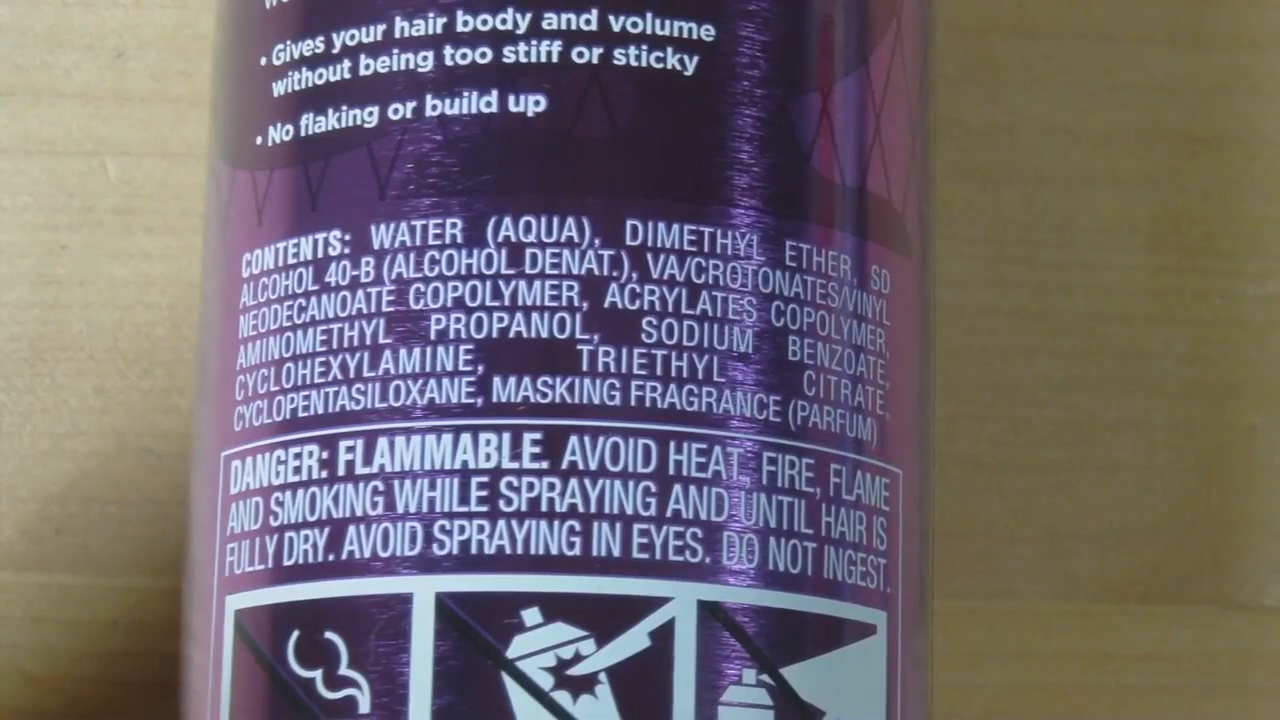 • Gives your hair body and volume
without being too stiff or sticky
• No flaking or build up
CONTENTS: WATER (AQUA), DIMETHYL ETHER, SD
ALCOHOL 40-B (ALCOHOL DENAT.), VA/CROTONATES/VINYL
NEODECANOATE COPOLYMER, ACRYLATES COPOLYMER,
AMINOMETHYL PROPANOL, SODIUM BENZOATE,
CYCLOHEXYLAMINE, TRIETHYL CITRATE,
CYCLOPENTASILOXANE, MASKING FRAGRANCE (PARFUM)
DANGER: FLAMMABLE. AVOID HEAT, FIRE, FLAME
AND SMOKING WHILE SPRAYING AND UNTIL HAIR IS
FULLY DRY. AVOID SPRAYING IN EYES. DO NOT INGEST.